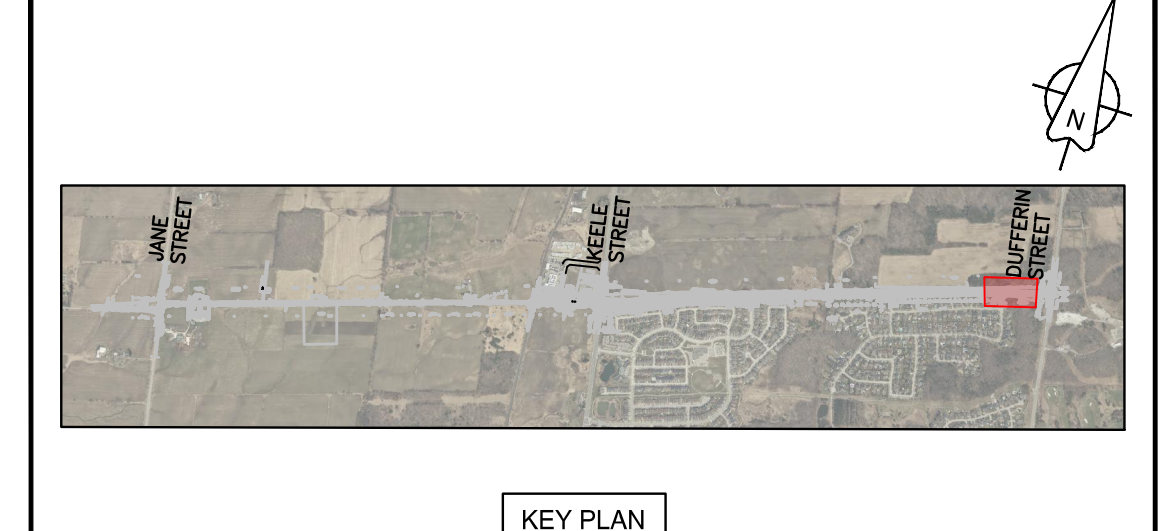 N
JANE
STREET
KEELE
STREET
DUFFERIN
STREET
KEY PLAN